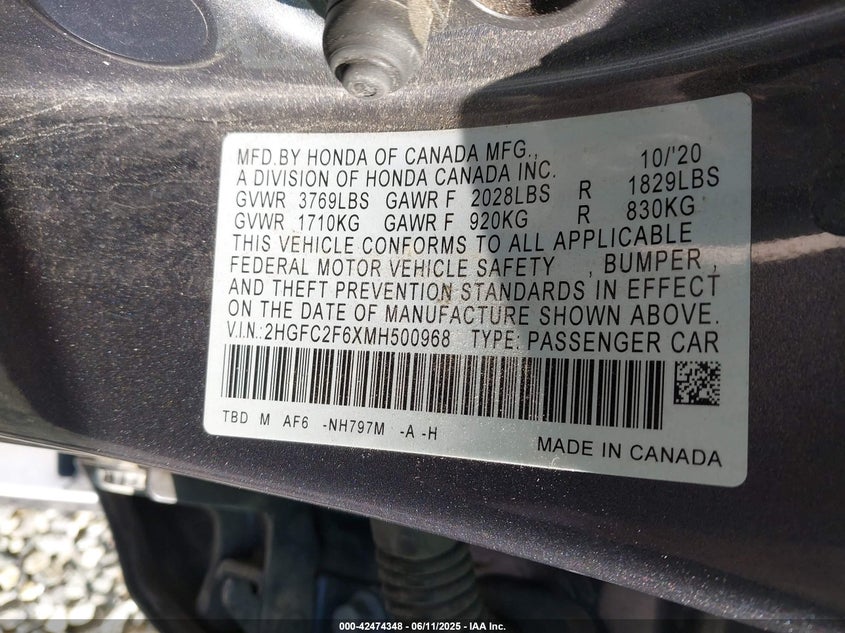 MFD.BY HONDA OF CANADA MFG., 10/'20
A DIVISION OF HONDA CANADA INC.
GVWR 3769LBS GAWR F 2028LBS R 1829LBS
GVWR 1710KG GAWR F 920KG R 830KG
THIS VEHICLE CONFORMS TO ALL APPLICABLE
FEDERAL MOTOR VEHICLE SAFETY , BUMPER ,
AND THEFT PREVENTION STANDARDS IN EFFECT
ON THE DATE OF MANUFACTURE SHOWN ABOVE.
V.I.N.:2HGFC2F6XMH500968 TYPE: PASSENGER CAR
TBD M AF6 -NH797M -A -H
MADE IN CANADA
000-42474348 - 06/11/2025 - IAA Inc.